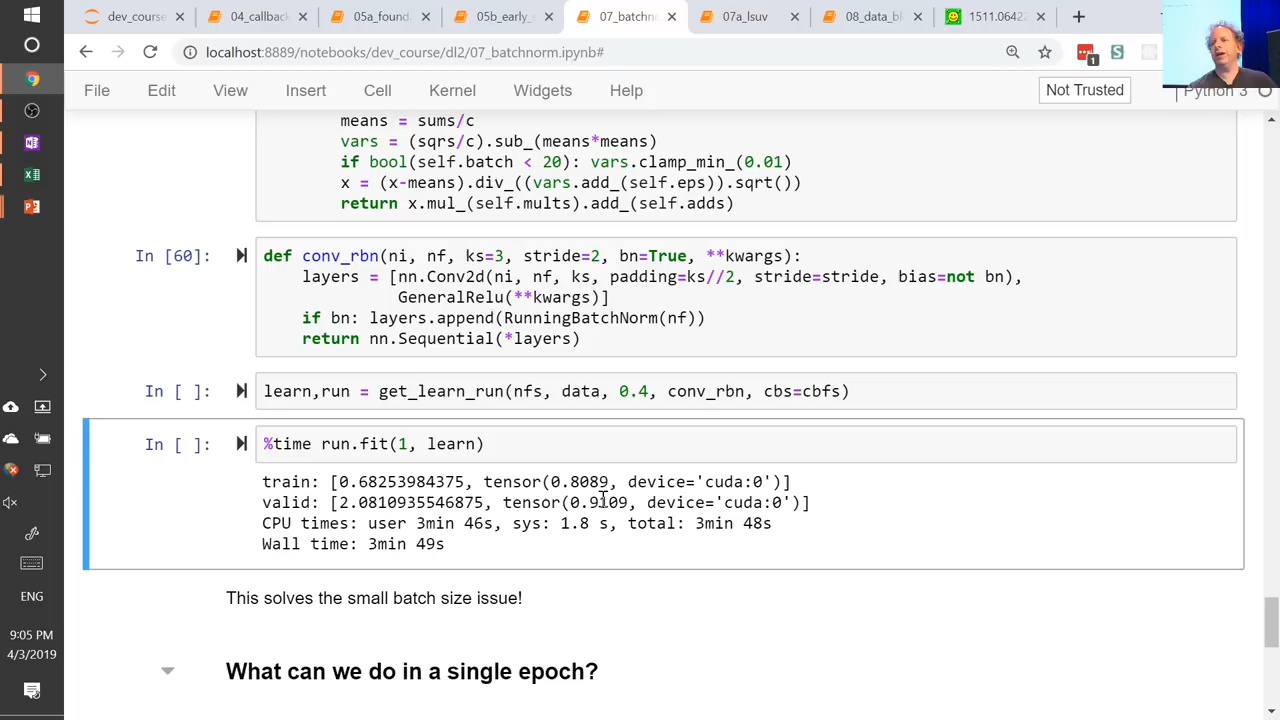 dev_course
04_callback
05a_found
05b_early_s
07_batchn
07a_lsuv
08_data_bl
1511.0642
localhost:8889/notebooks/dev_course/dl2/07_batchnorm.ipynb#
1
S
File Edit View Insert Cell Kernel Widgets Help
Not Trusted
Python 3
means = sums/c
vars = (sqrs/c).sub_(means*means)
if bool(self.batch < 20): vars.clamp_min_(0.01)
x = (x-means).div_((vars.add_(self.eps)).sqrt())
return x.mul_(self.mults).add_(self.adds)
In [60]:
def conv_rbn(ni, nf, ks=3, stride=2, bn=True, **kwargs):
layers = [nn.Conv2d(ni, nf, ks, padding=ks//2, stride=stride, bias=not bn),
GeneralRelu(**kwargs)]
if bn: layers.append(RunningBatchNorm(nf))
return nn.Sequential(*layers)
In [ ]:
learn,run = get_learn_run(nfs, data, 0.4, conv_rbn, cbs=cbfs)
In [ ]:
%time run.fit(1, learn)
train: [0.68253984375, tensor(0.8089, device='cuda:0')]
valid: [2.0810935546875, tensor(0.9109, device='cuda:0')]
CPU times: user 3min 46s, sys: 1.8 s, total: 3min 48s
Wall time: 3min 49s
This solves the small batch size issue!
What can we do in a single epoch?
ENG
9:05 PM
4/3/2019